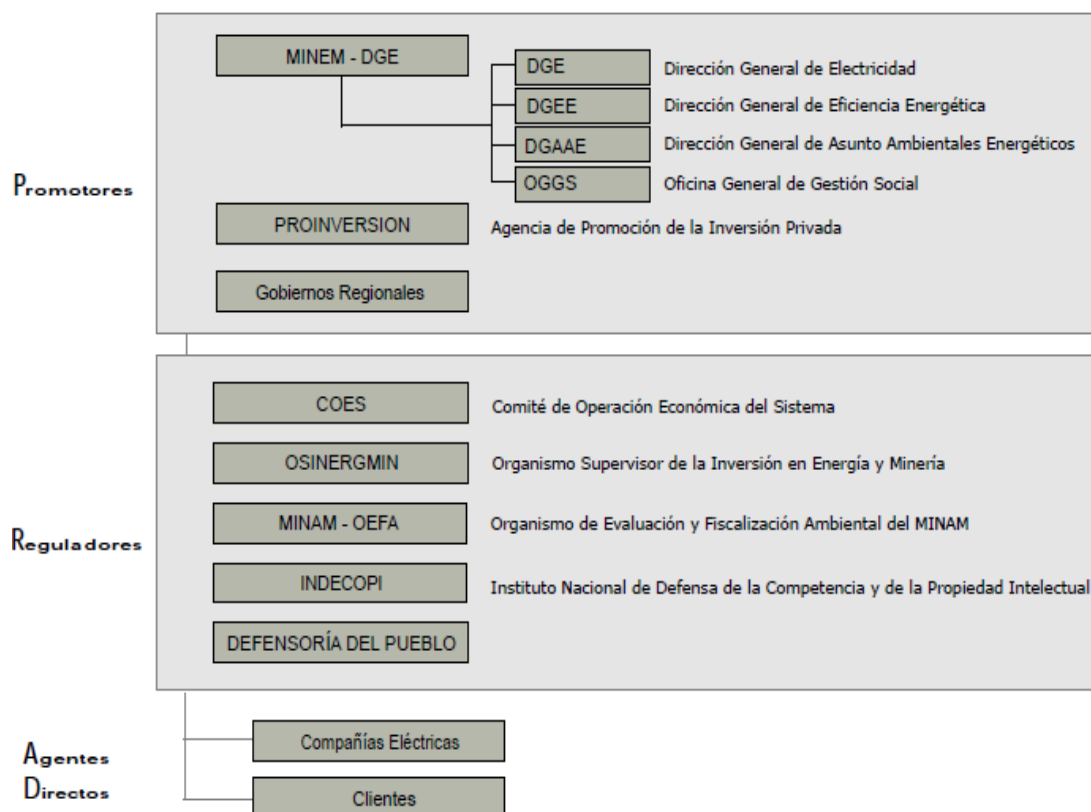 MINEM - DGE
DGE Dirección General de Electricidad
DGEE Dirección General de Eficiencia Energética
DGAAE Dirección General de Asunto Ambientales Energéticos
OGGS Oficina General de Gestión Social
Promotores
PROINVERSION Agencia de Promoción de la Inversión Privada
Gobiernos Regionales
COES Comité de Operación Económica del Sistema
OSINERGMIN Organismo Supervisor de la Inversión en Energía y Minería
MINAM - OEFA Organismo de Evaluación y Fiscalización Ambiental del MINAM
Reguladores
INDECOPI Instituto Nacional de Defensa de la Competencia y de la Propiedad Intelectual
DEFENSORÍA DEL PUEBLO
Compañías Eléctricas
Agentes
Directos
Clientes